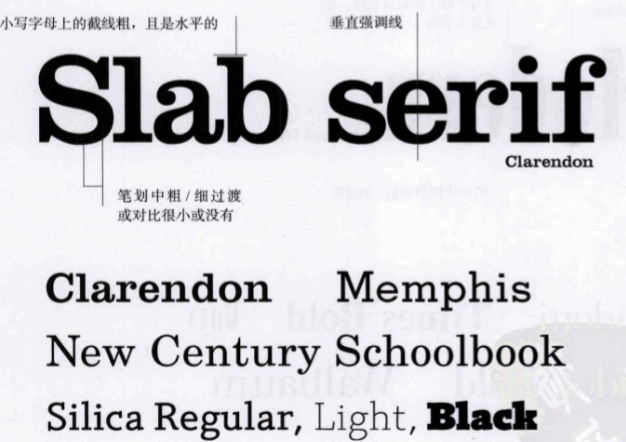 小写字母上的截线粗，且是水平的
垂直强调线
Slab serif
Clarendon
笔划中粗/细过渡
或对比很小或没有
Clarendon Memphis
New Century Schoolbook
Silica Regular, Light, Black